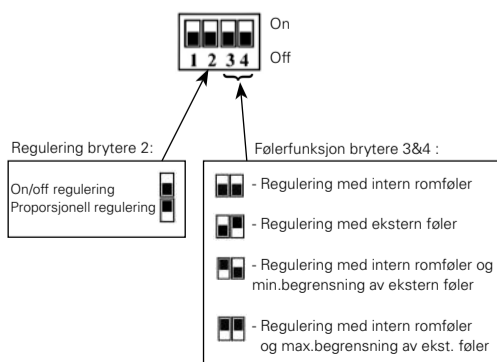 On
1 2 3 4
Off
Regulering brytere 2:
On/off regulering
Proporsjonell regulering
Følerfunksjon brytere 3&4 :
- Regulering med intern romføler
- Regulering med ekstern føler
- Regulering med intern romføler og
min.begrensning av ekstern føler
- Regulering med intern romføler
og max.begrensning av ekst. føler